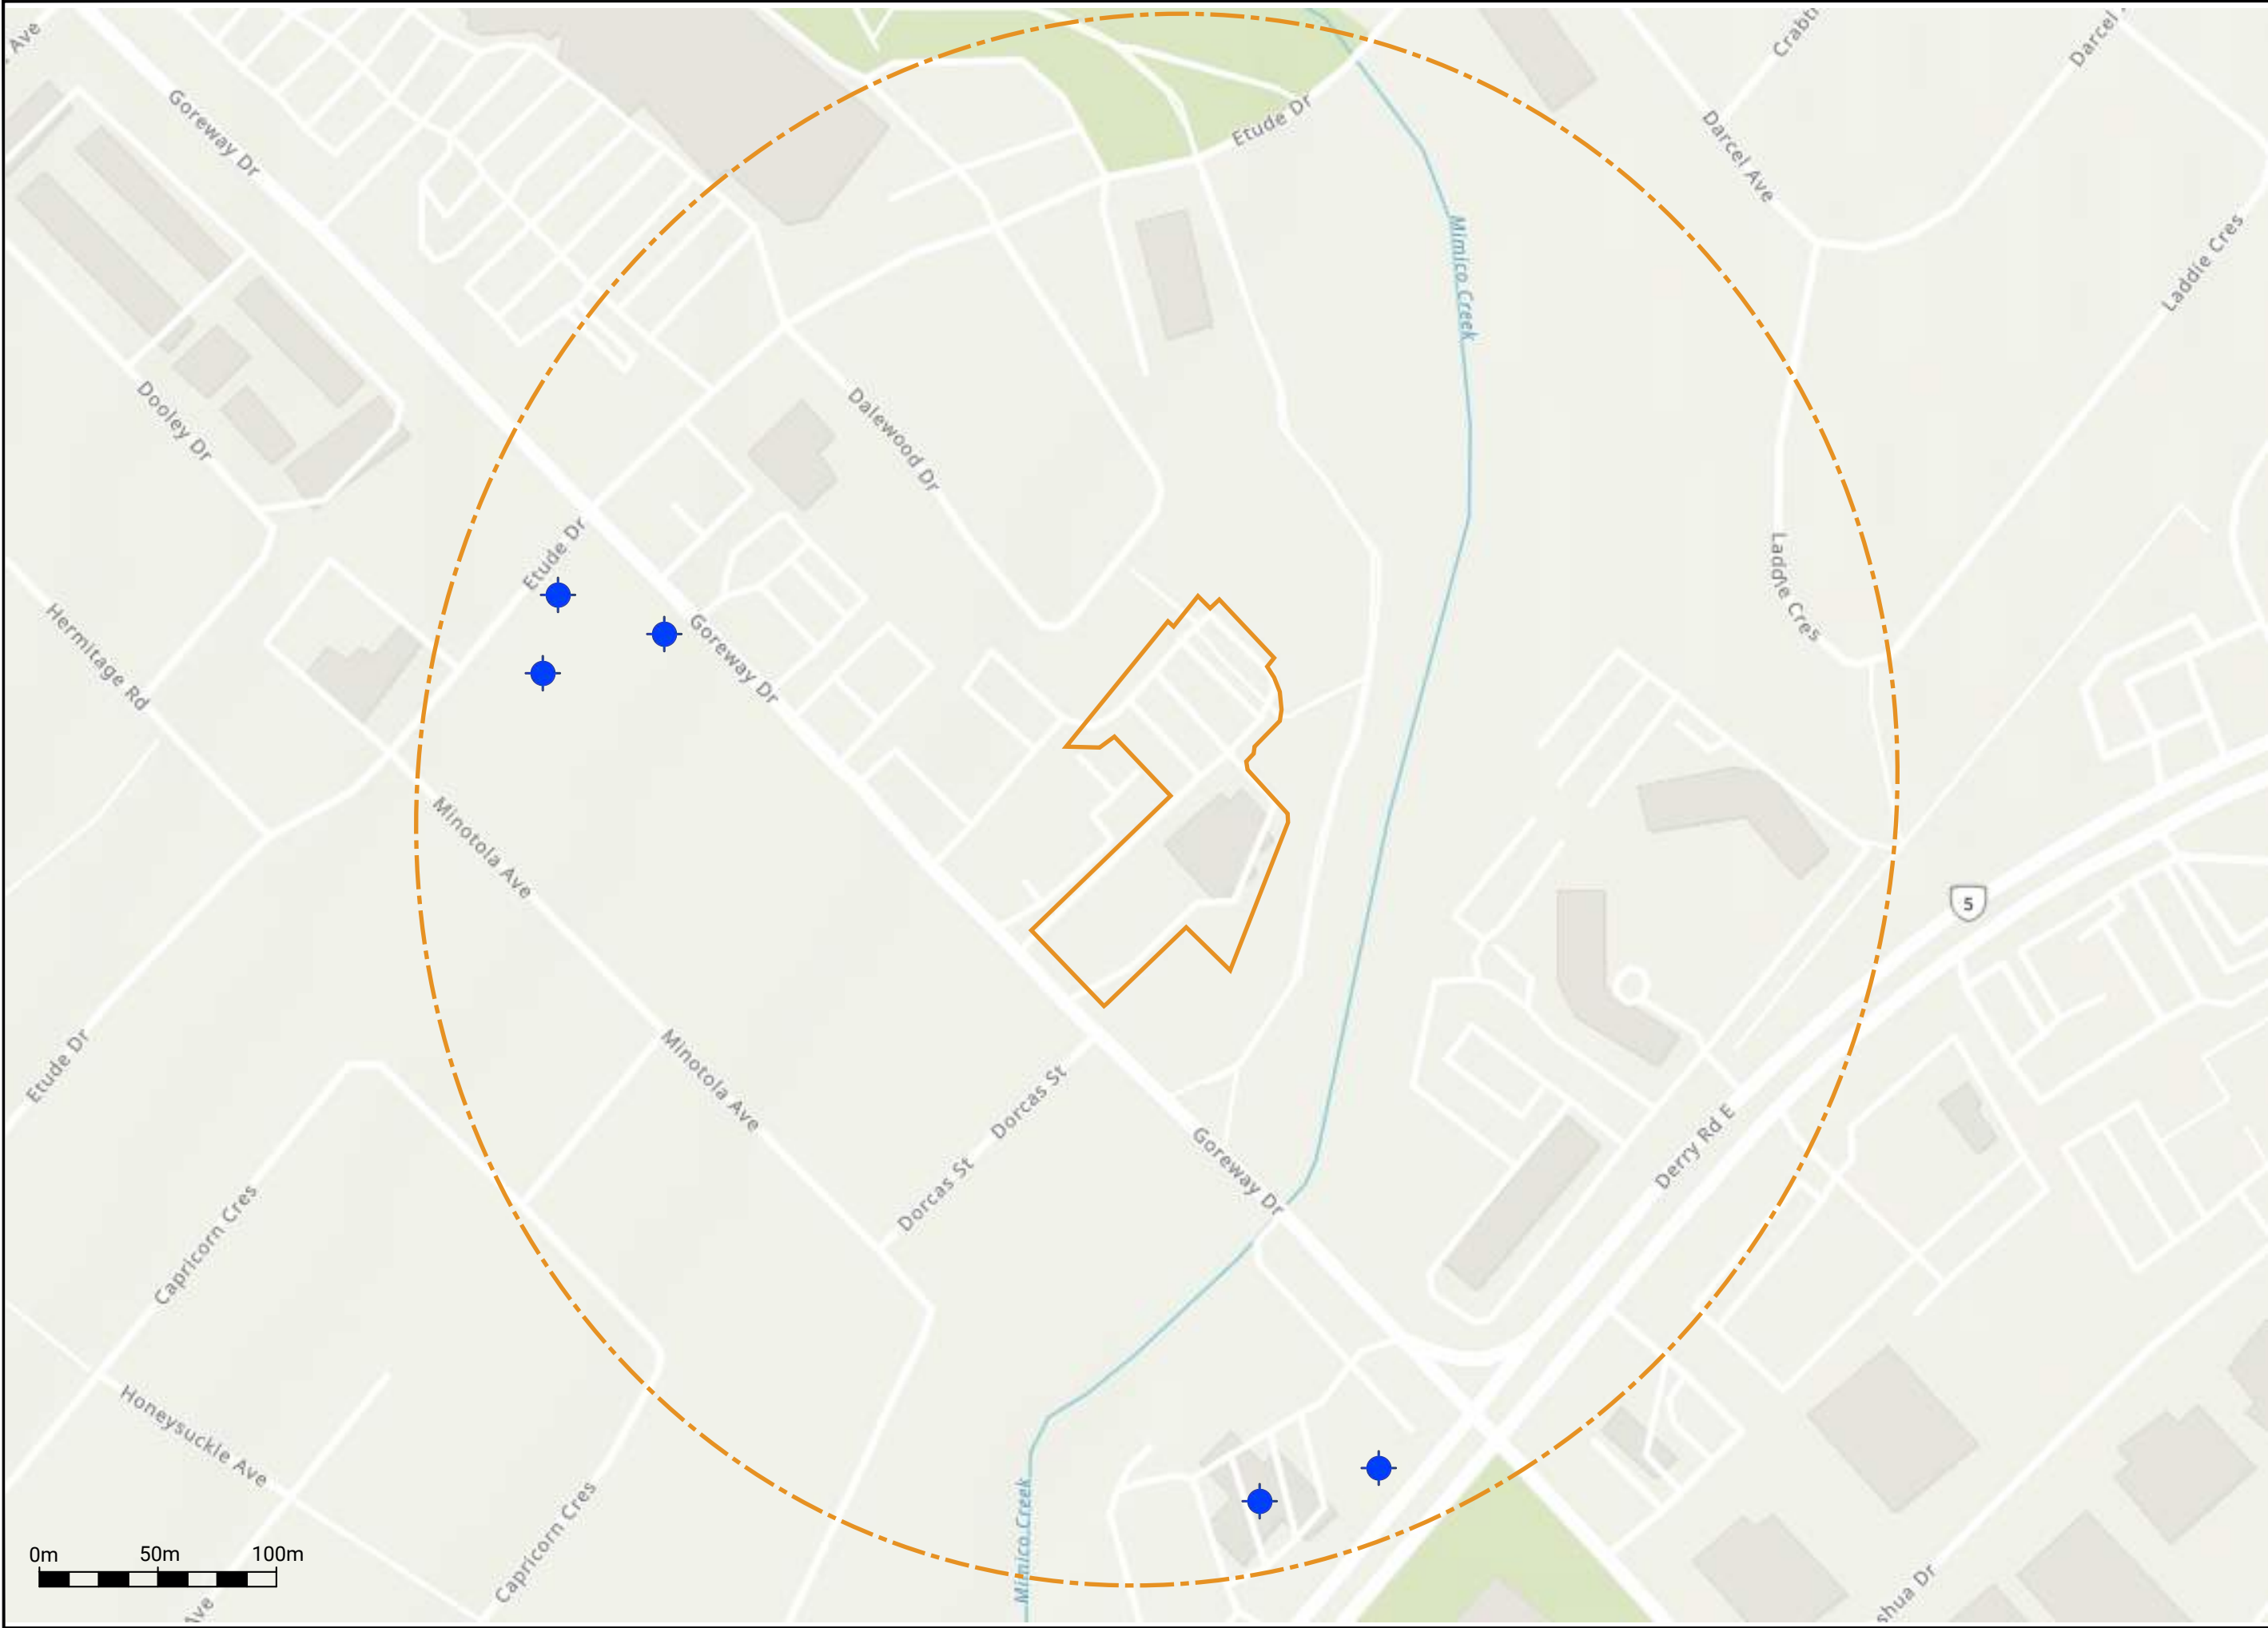 Ave
Goreway Dr
Etude Dr
Crabt
Darcel
Darcel Ave
Mimico Creek
Laddie Cres
Dooley Dr
Dalewood Dr
Etude Dr
Laddie Cres
Hermitage Rd
Goreway Dr
Minotola Ave
5
Etude Dr
Minotola Ave
Dorcas St
Dorcas St
Goreway Dr
Derry Rd E
Capricorn Cres
Honeysuckle Ave
Capricorn Cres
Mimico Creek
0m 50m 100m
Ave
shua Dr